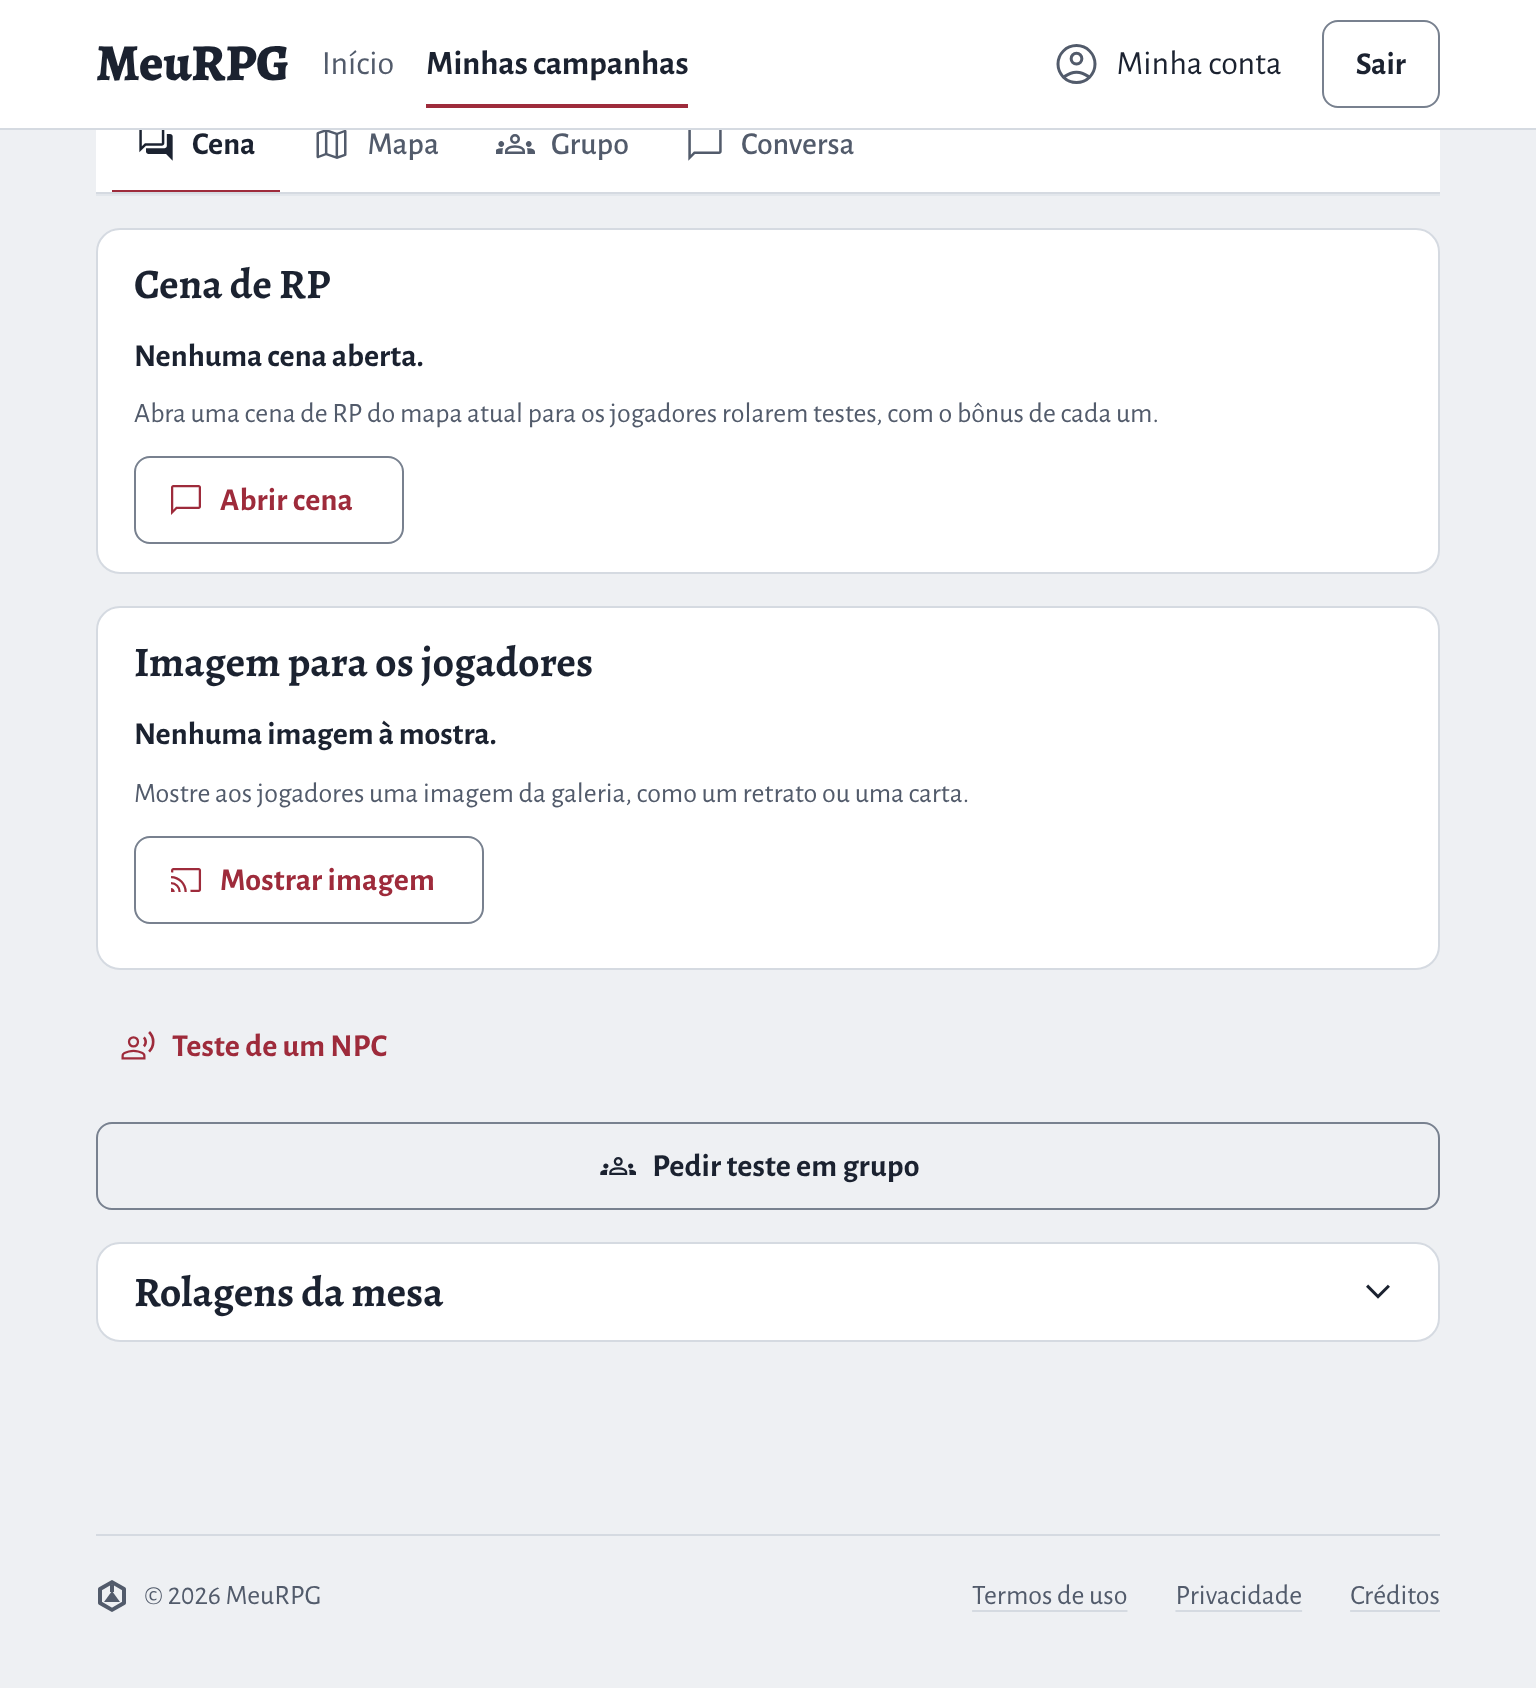 MeuRPG Início Minhas campanhas Minha conta Sair
Cena Mapa Grupo Conversa
Cena de RP
Nenhuma cena aberta.
Abra uma cena de RP do mapa atual para os jogadores rolarem testes, com o bônus de cada um.
Abrir cena
Imagem para os jogadores
Nenhuma imagem à mostra.
Mostre aos jogadores uma imagem da galeria, como um retrato ou uma carta.
Mostrar imagem
Teste de um NPC
Pedir teste em grupo
Rolagens da mesa
© 2026 MeuRPG Termos de uso Privacidade Créditos